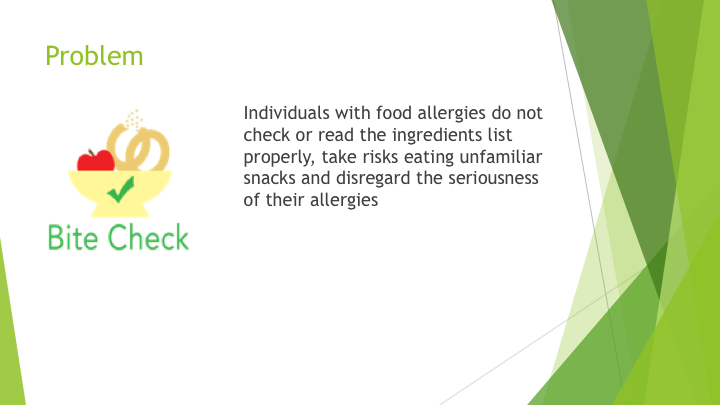 Problem
Individuals with food allergies do not
check or read the ingredients list
properly, take risks eating unfamiliar
snacks and disregard the seriousness
of their allergies
Bite Check